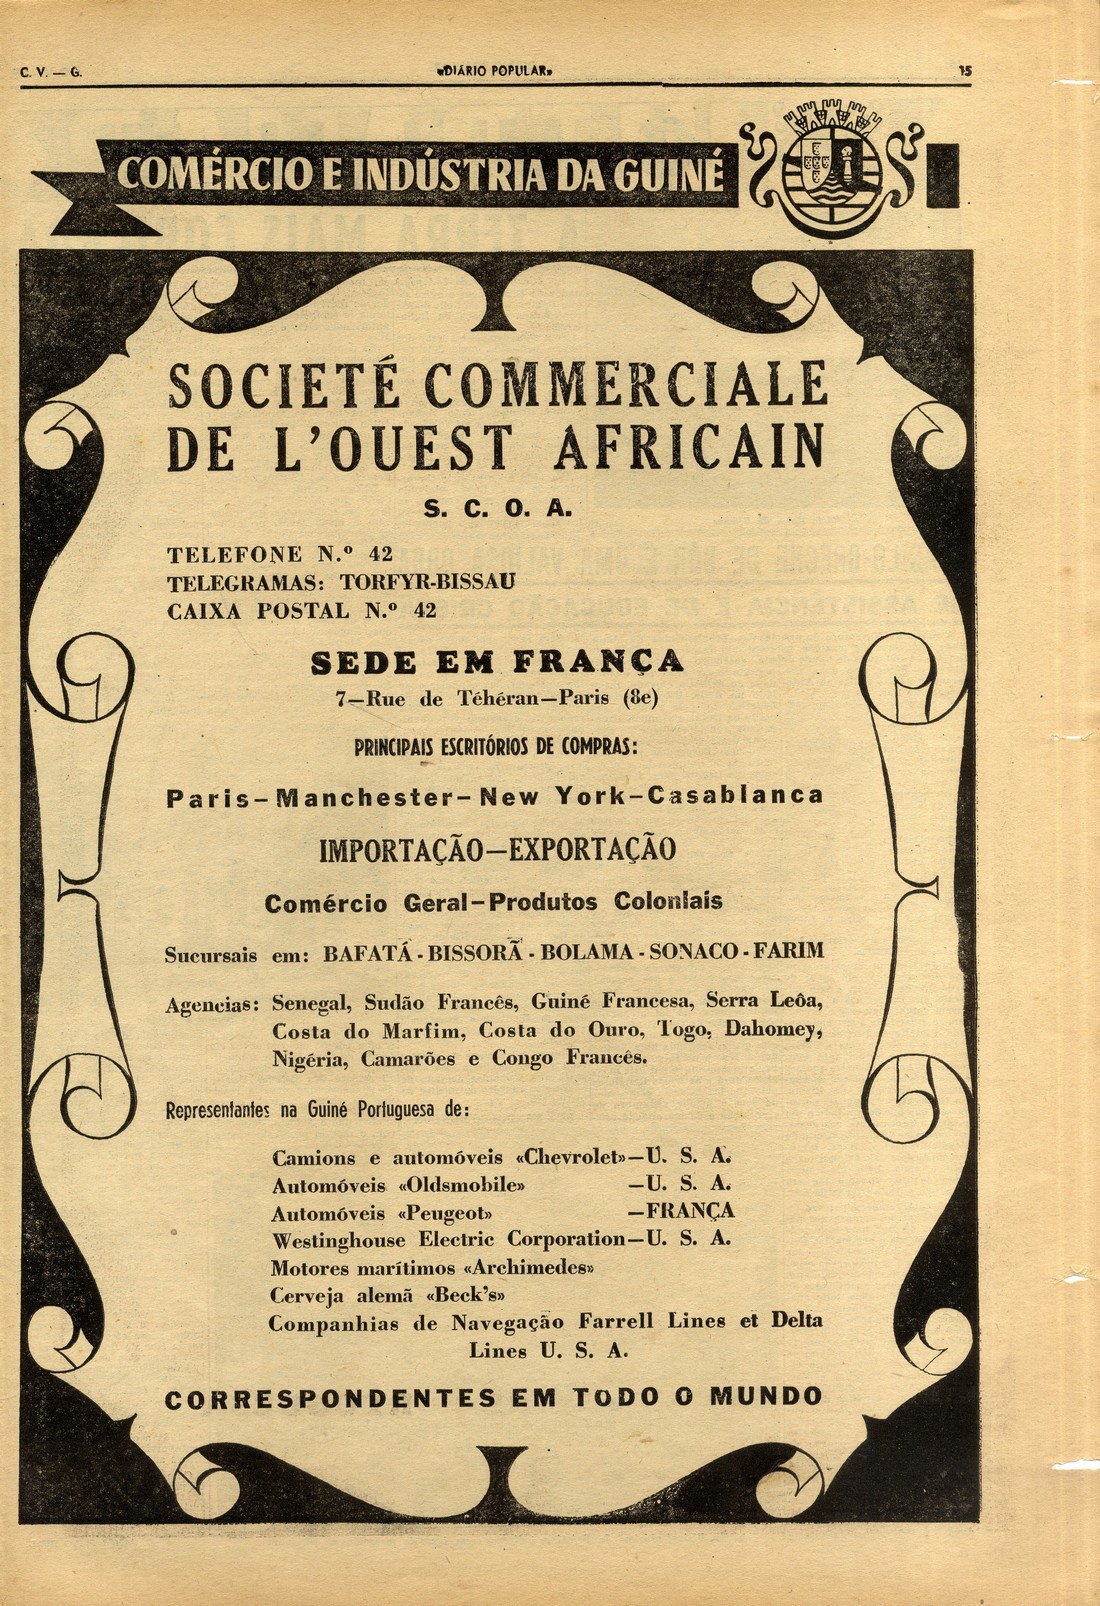 C. V. — G.
«DIÁRIO POPULAR»
15
COMÉRCIO E INDÚSTRIA DA GUINÉ
SOCIETÉ COMMERCIALE
DE L'OUEST AFRICAIN
S. C. O. A.
TELEFONE N.º 42
TELEGRAMAS: TORFYR-BISSAU
CAIXA POSTAL N.º 42
SEDE EM FRANÇA
7—Rue de Téhéran—Paris (8e)
PRINCIPAIS ESCRITÓRIOS DE COMPRAS:
Paris-Manchester-New York-Casablanca
IMPORTAÇÃO—EXPORTAÇÃO
Comércio Geral-Produtos Coloniais
Sucursais em: BAFATÁ - BISSORÃ - BOLAMA - SONACO - FARIM
Agencias: Senegal, Sudão Francês, Guiné Francesa, Serra Leôa,
Costa do Marfim, Costa do Ouro, Togo, Dahomey,
Nigéria, Camarões e Congo Francés.
Representantes na Guiné Portuguesa de:
Camions e automóveis «Chevrolet»—U. S. A.
Automóveis «Oldsmobile» —U. S. A.
Automóveis «Peugeot» —FRANÇA
Westinghouse Electric Corporation—U. S. A.
Motores marítimos «Archimedes»
Cerveja alemã «Beck's»
Companhias de Navegação Farrell Lines et Delta
Lines U. S. A.
CORRESPONDENTES EM TODO O MUNDO